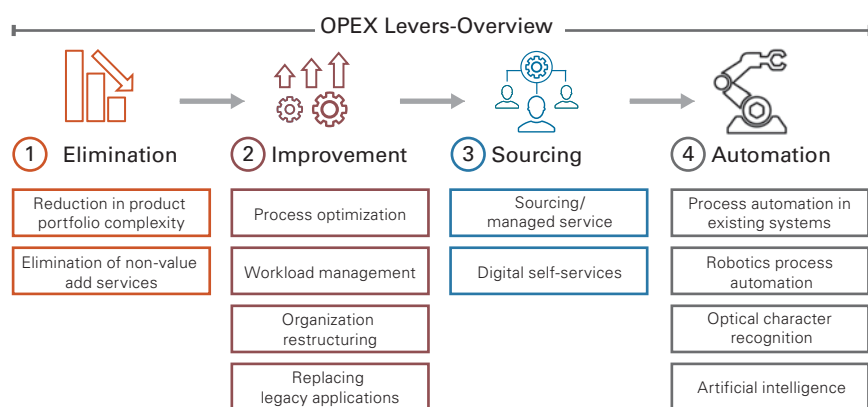 OPEX Levers-Overview
1 Elimination
Reduction in product
portfolio complexity
Elimination of non-value
add services
2 Improvement
Process optimization
Workload management
Organization
restructuring
Replacing
legacy applications
3 Sourcing
Sourcing/
managed service
Digital self-services
4 Automation
Process automation in
existing systems
Robotics process
automation
Optical character
recognition
Artificial intelligence